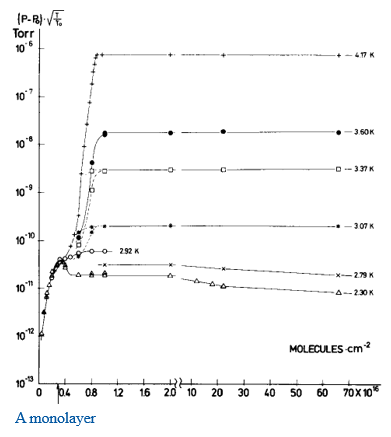 (P-P₀)·√T/T₀
Torr
10⁻⁶
10⁻⁷
10⁻⁸
10⁻⁹
10⁻¹⁰
10⁻¹¹
10⁻¹²
10⁻¹³
4.17 K
3.60 K
3.37 K
3.07 K
2.92 K
2.79 K
2.30 K
MOLECULES·cm⁻²
0 0.4 0.8 1.2 1.6 2.0 10 20 30 40 50 60 70 × 10¹⁶
A monolayer